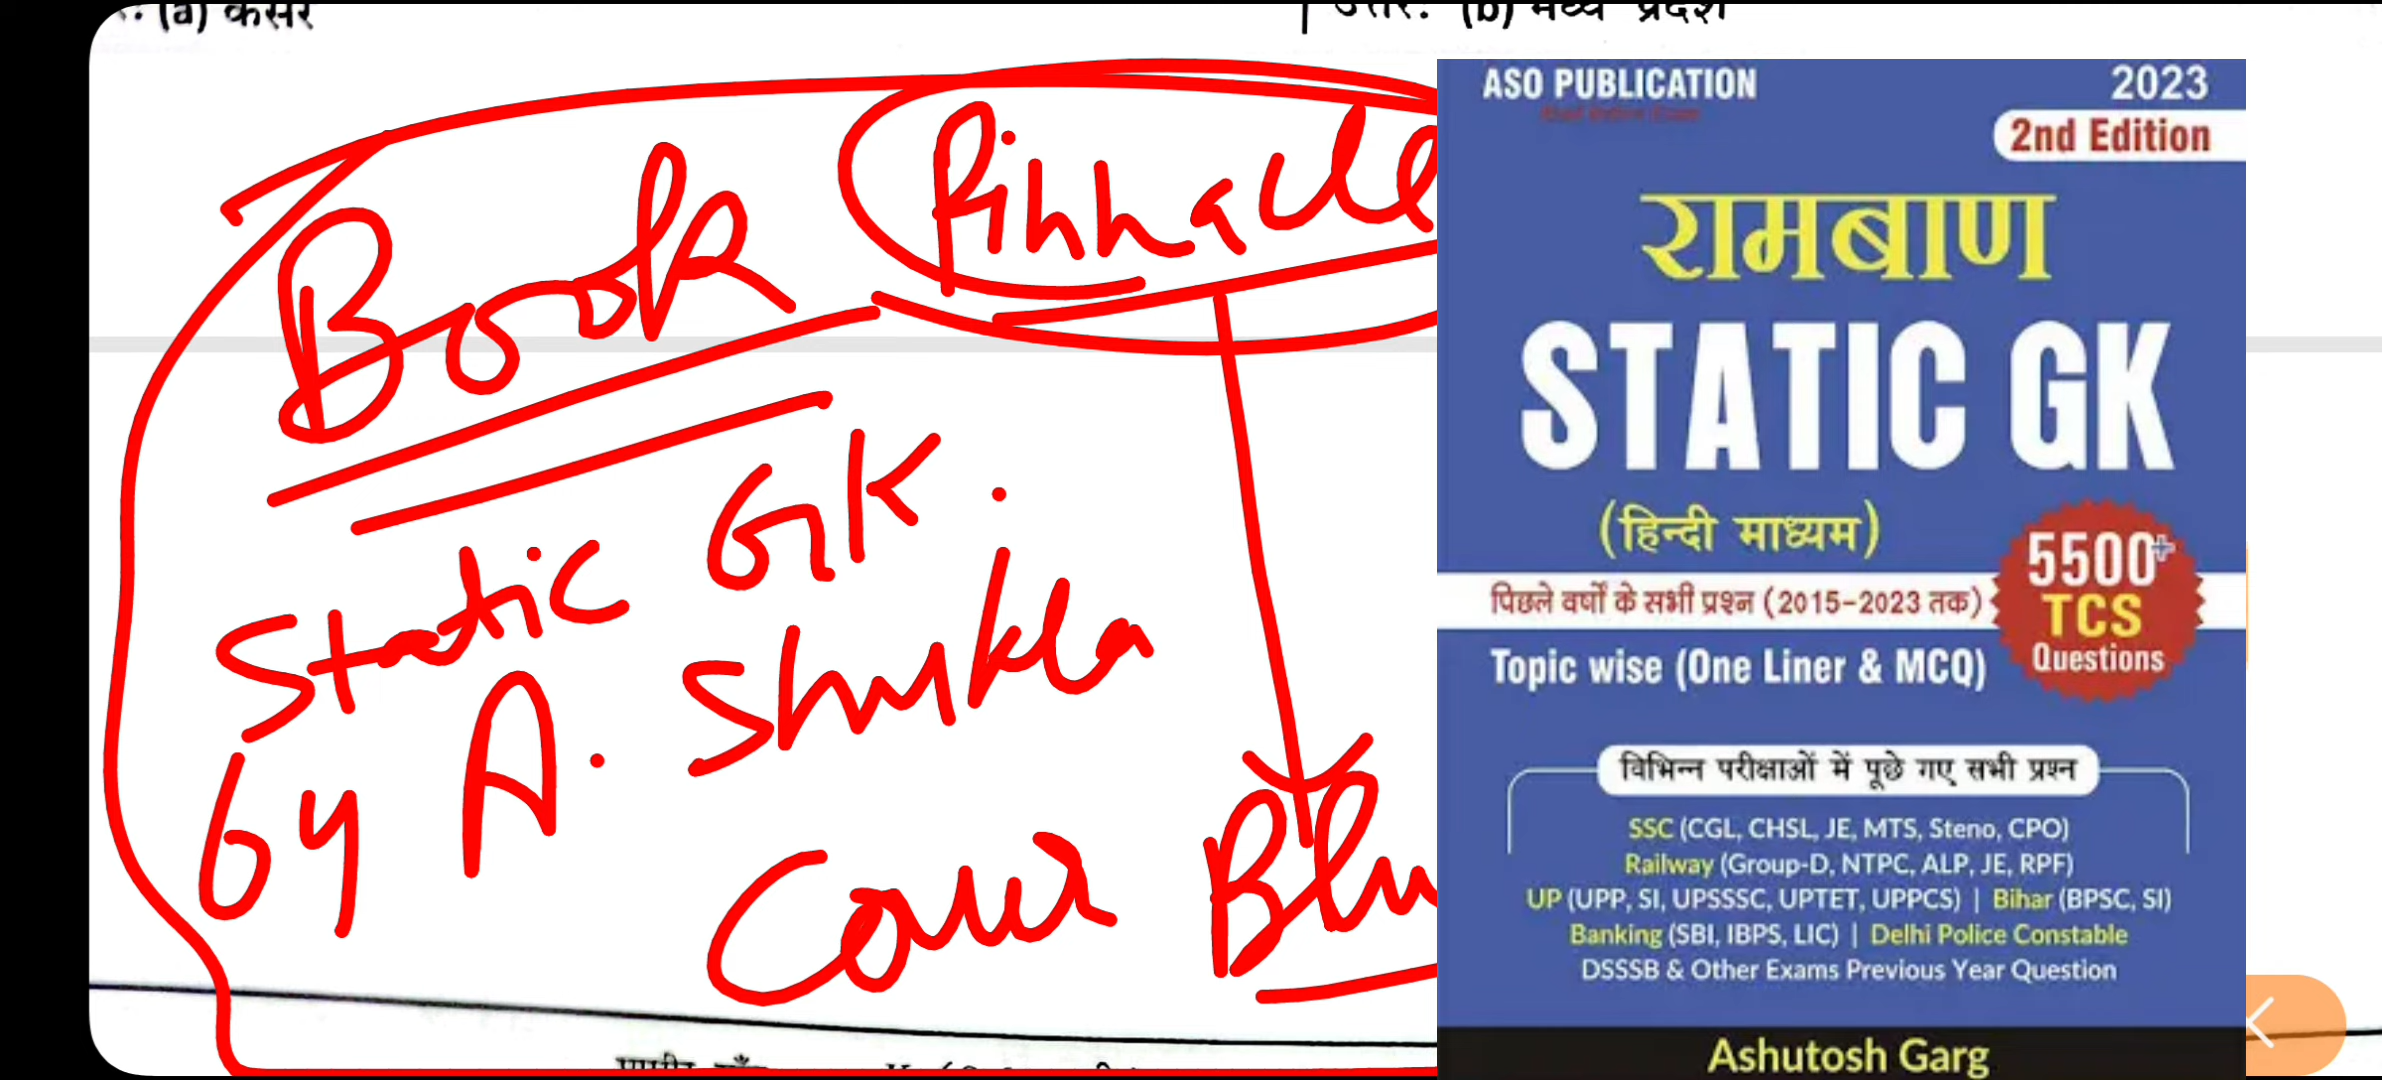 (a) केसर
उत्तर: (b) मध्य प्रदेश
Book Pinnacle
Static GK.
by A. Shukla
Cover Blu
ASO PUBLICATION
2023
2nd Edition
रामबाण
STATIC GK
(हिन्दी माध्यम)
पिछले वर्षों के सभी प्रश्न (2015-2023 तक)
5500+
TCS
Questions
Topic wise (One Liner & MCQ)
विभिन्न परीक्षाओं में पूछे गए सभी प्रश्न
SSC (CGL, CHSL, JE, MTS, Steno, CPO)
Railway (Group-D, NTPC, ALP, JE, RPF)
UP (UPP, SI, UPSSSC, UPTET, UPPCS) | Bihar (BPSC, SI)
Banking (SBI, IBPS, LIC) | Delhi Police Constable
DSSSB & Other Exams Previous Year Question
Ashutosh Garg